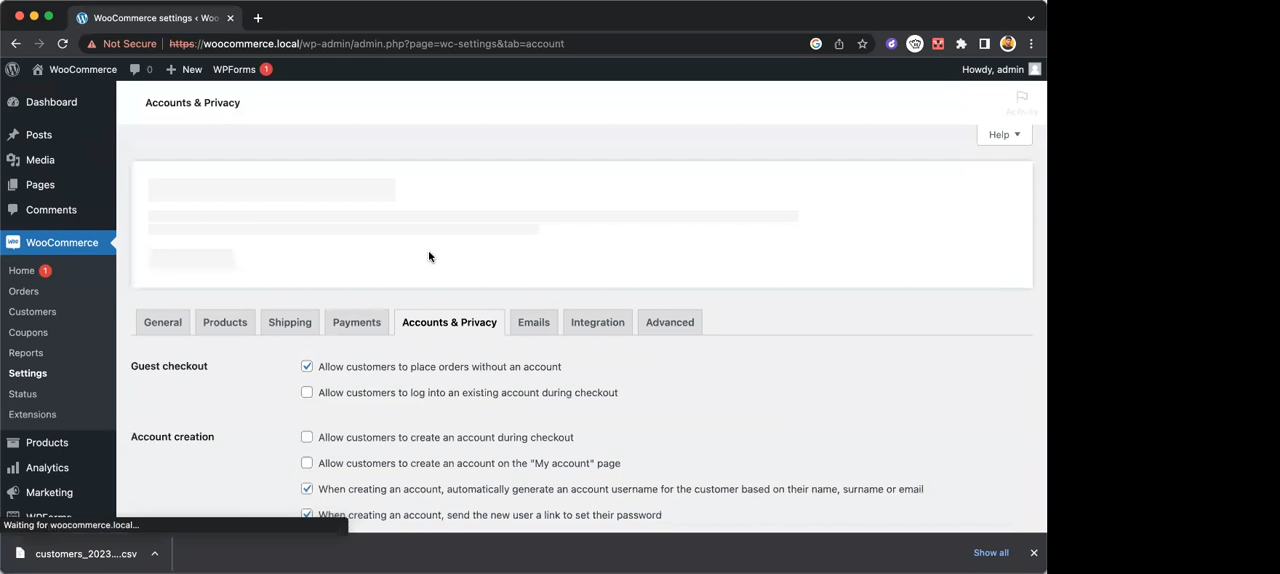 WooCommerce settings ‹ Woo
Not Secure https://woocommerce.local/wp-admin/admin.php?page=wc-settings&tab=account
WooCommerce 0 New WPForms 1 Howdy, admin
Dashboard
Accounts & Privacy
Activity
Posts
Help
Media
Pages
Comments
WooCommerce
Home 1
Orders
Customers
Coupons
Reports
Settings
Status
Extensions
Products
Analytics
Marketing
WPForms
General Products Shipping Payments Accounts & Privacy Emails Integration Advanced
Guest checkout
Allow customers to place orders without an account
Allow customers to log into an existing account during checkout
Account creation
Allow customers to create an account during checkout
Allow customers to create an account on the "My account" page
When creating an account, automatically generate an account username for the customer based on their name, surname or email
When creating an account, send the new user a link to set their password
Waiting for woocommerce.local...
customers_2023....csv
Show all